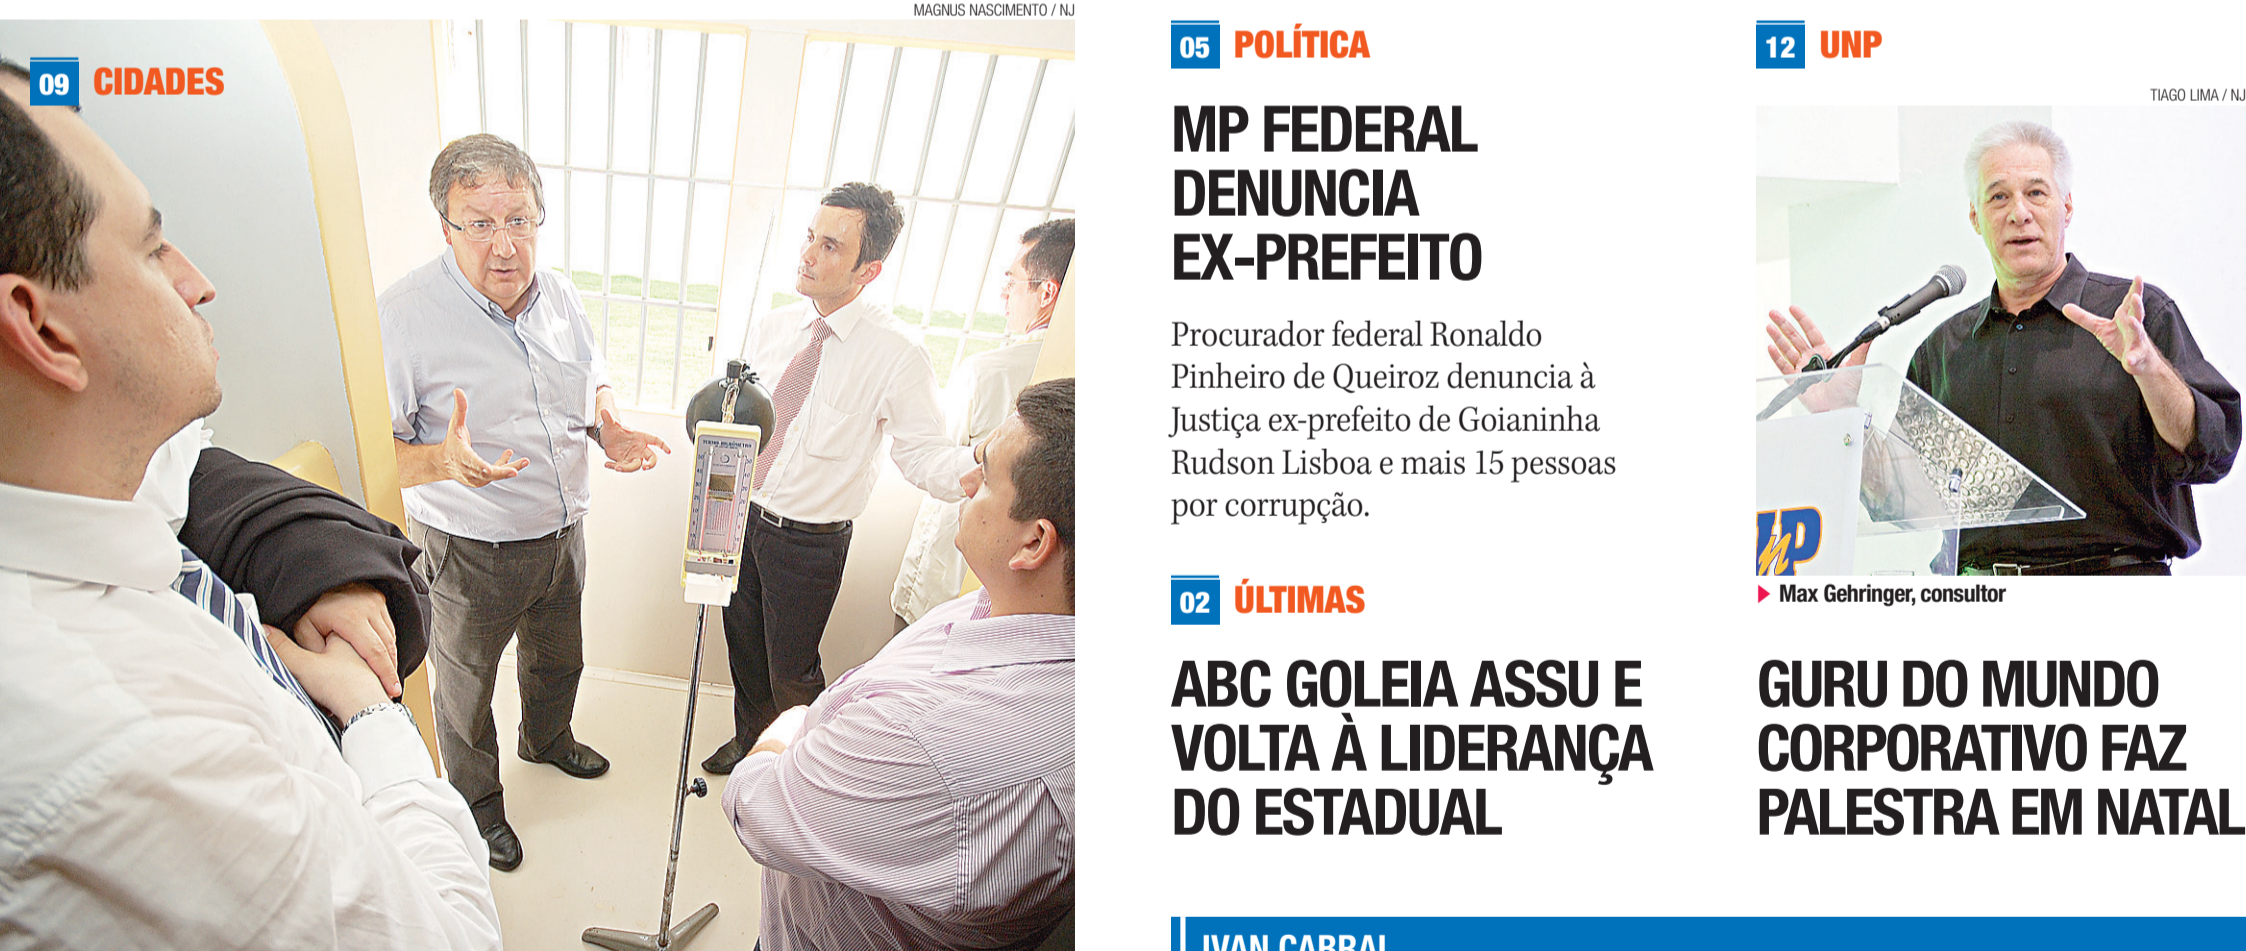 MAGNUS NASCIMENTO / NJ
09 CIDADES
05 POLÍTICA
MP FEDERAL
DENUNCIA
EX-PREFEITO
Procurador federal Ronaldo
Pinheiro de Queiroz denuncia à
Justiça ex-prefeito de Goianinha
Rudson Lisboa e mais 15 pessoas
por corrupção.
02 ÚLTIMAS
ABC GOLEIA ASSU E
VOLTA À LIDERANÇA
DO ESTADUAL
12 UNP
TIAGO LIMA / NJ
UnP
Max Gehringer, consultor
GURU DO MUNDO
CORPORATIVO FAZ
PALESTRA EM NATAL
IVAN CABRAL